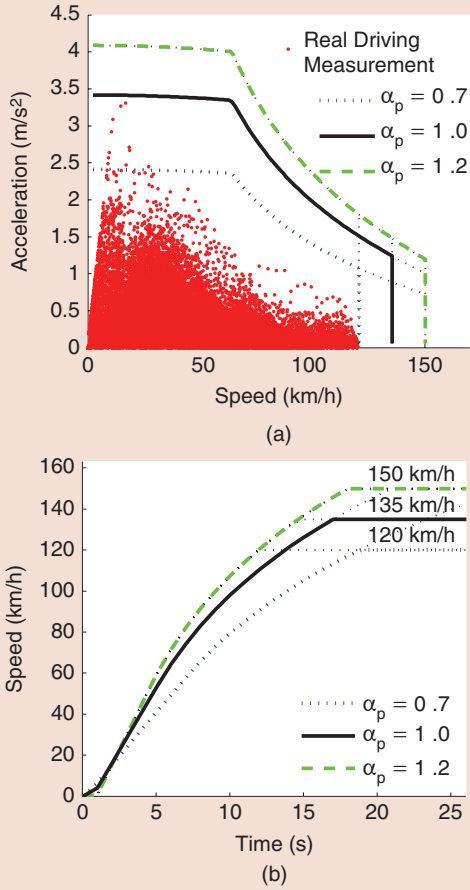 4.5
4
3.5
3
2.5
2
1.5
1
0.5
0
Acceleration (m/s²)
Real Driving
Measurement
αp = 0 .7
αp = 1 .0
αp = 1 .2
0 50 100 150
Speed (km/h)
(a)
160
140
120
100
80
60
40
20
0
Speed (km/h)
150 km/h
135 km/h
120 km/h
αp = 0 .7
αp = 1 .0
αp = 1 .2
0 5 10 15 20 25
Time (s)
(b)